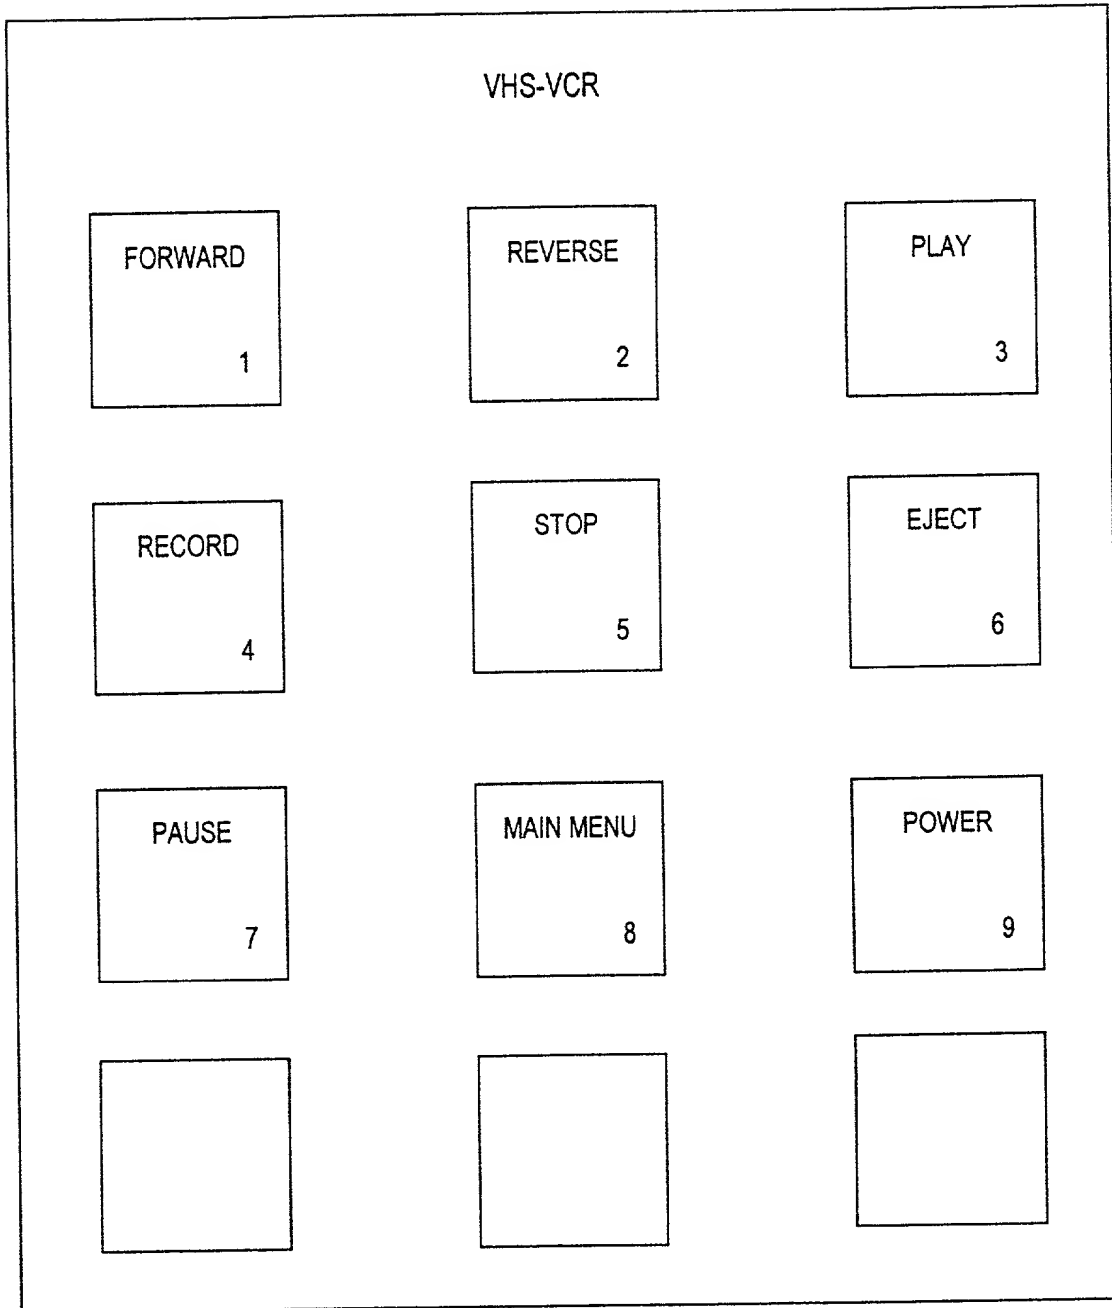 VHS-VCR
FORWARD
1
REVERSE
2
PLAY
3
RECORD
4
STOP
5
EJECT
6
PAUSE
7
MAIN MENU
8
POWER
9